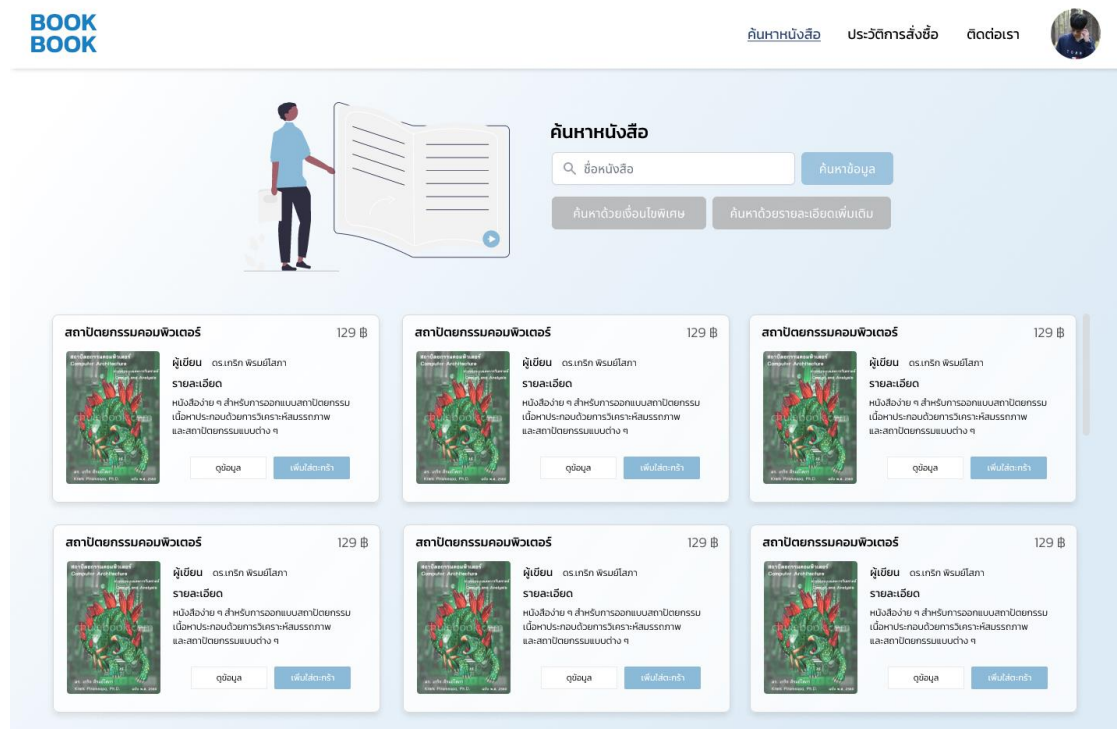 BOOK
BOOK
ค้นหาหนังสือ ประวัติการสั่งซื้อ ติดต่อเรา
ค้นหาหนังสือ
ชื่อหนังสือ ค้นหาข้อมูล
ค้นหาด้วยเงื่อนไขพิเศษ ค้นหาด้วยรายละเอียดเพิ่มเติม
สถาปัตยกรรมคอมพิวเตอร์ 129 ฿
ผู้เขียน ดร.เกริก พิรมย์โสภา
รายละเอียด
หนังสือง่าย ๆ สำหรับการออกแบบสถาปัตยกรรม
เนื้อหาประกอบด้วยการวิเคราะห์สมรรถภาพ
และสถาปัตยกรรมแบบต่าง ๆ
ดูข้อมูล เพิ่มใส่ตะกร้า
สถาปัตยกรรมคอมพิวเตอร์ 129 ฿
ผู้เขียน ดร.เกริก พิรมย์โสภา
รายละเอียด
หนังสือง่าย ๆ สำหรับการออกแบบสถาปัตยกรรม
เนื้อหาประกอบด้วยการวิเคราะห์สมรรถภาพ
และสถาปัตยกรรมแบบต่าง ๆ
ดูข้อมูล เพิ่มใส่ตะกร้า
สถาปัตยกรรมคอมพิวเตอร์ 129 ฿
ผู้เขียน ดร.เกริก พิรมย์โสภา
รายละเอียด
หนังสือง่าย ๆ สำหรับการออกแบบสถาปัตยกรรม
เนื้อหาประกอบด้วยการวิเคราะห์สมรรถภาพ
และสถาปัตยกรรมแบบต่าง ๆ
ดูข้อมูล เพิ่มใส่ตะกร้า
สถาปัตยกรรมคอมพิวเตอร์ 129 ฿
ผู้เขียน ดร.เกริก พิรมย์โสภา
รายละเอียด
หนังสือง่าย ๆ สำหรับการออกแบบสถาปัตยกรรม
เนื้อหาประกอบด้วยการวิเคราะห์สมรรถภาพ
และสถาปัตยกรรมแบบต่าง ๆ
ดูข้อมูล เพิ่มใส่ตะกร้า
สถาปัตยกรรมคอมพิวเตอร์ 129 ฿
ผู้เขียน ดร.เกริก พิรมย์โสภา
รายละเอียด
หนังสือง่าย ๆ สำหรับการออกแบบสถาปัตยกรรม
เนื้อหาประกอบด้วยการวิเคราะห์สมรรถภาพ
และสถาปัตยกรรมแบบต่าง ๆ
ดูข้อมูล เพิ่มใส่ตะกร้า
สถาปัตยกรรมคอมพิวเตอร์ 129 ฿
ผู้เขียน ดร.เกริก พิรมย์โสภา
รายละเอียด
หนังสือง่าย ๆ สำหรับการออกแบบสถาปัตยกรรม
เนื้อหาประกอบด้วยการวิเคราะห์สมรรถภาพ
และสถาปัตยกรรมแบบต่าง ๆ
ดูข้อมูล เพิ่มใส่ตะกร้า